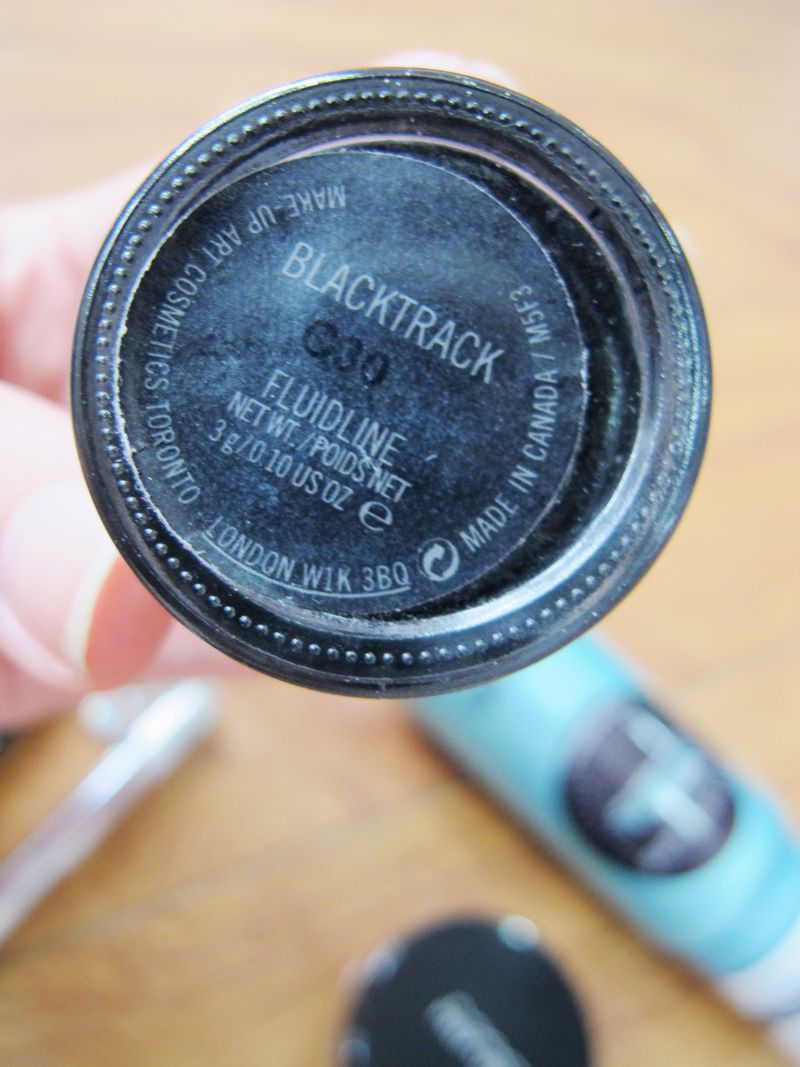 BLACKTRACK
C30
FLUIDLINE
NET WT./POIDS NET
3 g/0.10 US OZ e
MAKE-UP ART COSMETICS TORONTO
LONDON W1K 3BQ
MADE IN CANADA / M5F3